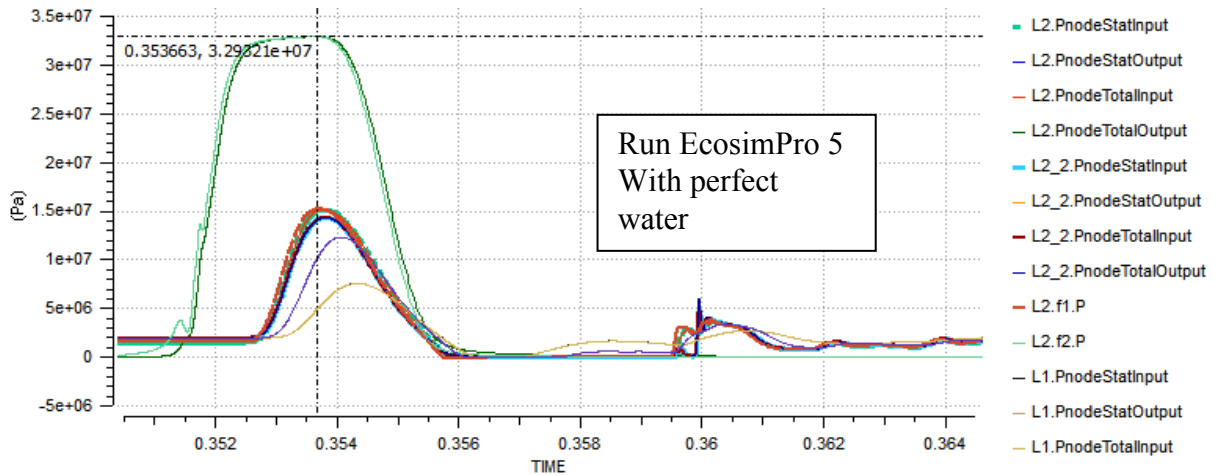 3.5e+07
3e+07
2.5e+07
2e+07
1.5e+07
1e+07
5e+06
0
-5e+06
(Pa)
0.353663, 3.29321e+07
Run EcosimPro 5
With perfect
water
0.352
0.354
0.356
0.358
0.36
0.362
0.364
TIME
L2.PnodeStatInput
L2.PnodeStatOutput
L2.PnodeTotalInput
L2.PnodeTotalOutput
L2_2.PnodeStatInput
L2_2.PnodeStatOutput
L2_2.PnodeTotalInput
L2_2.PnodeTotalOutput
L2.f1.P
L2.f2.P
L1.PnodeStatInput
L1.PnodeStatOutput
L1.PnodeTotalInput